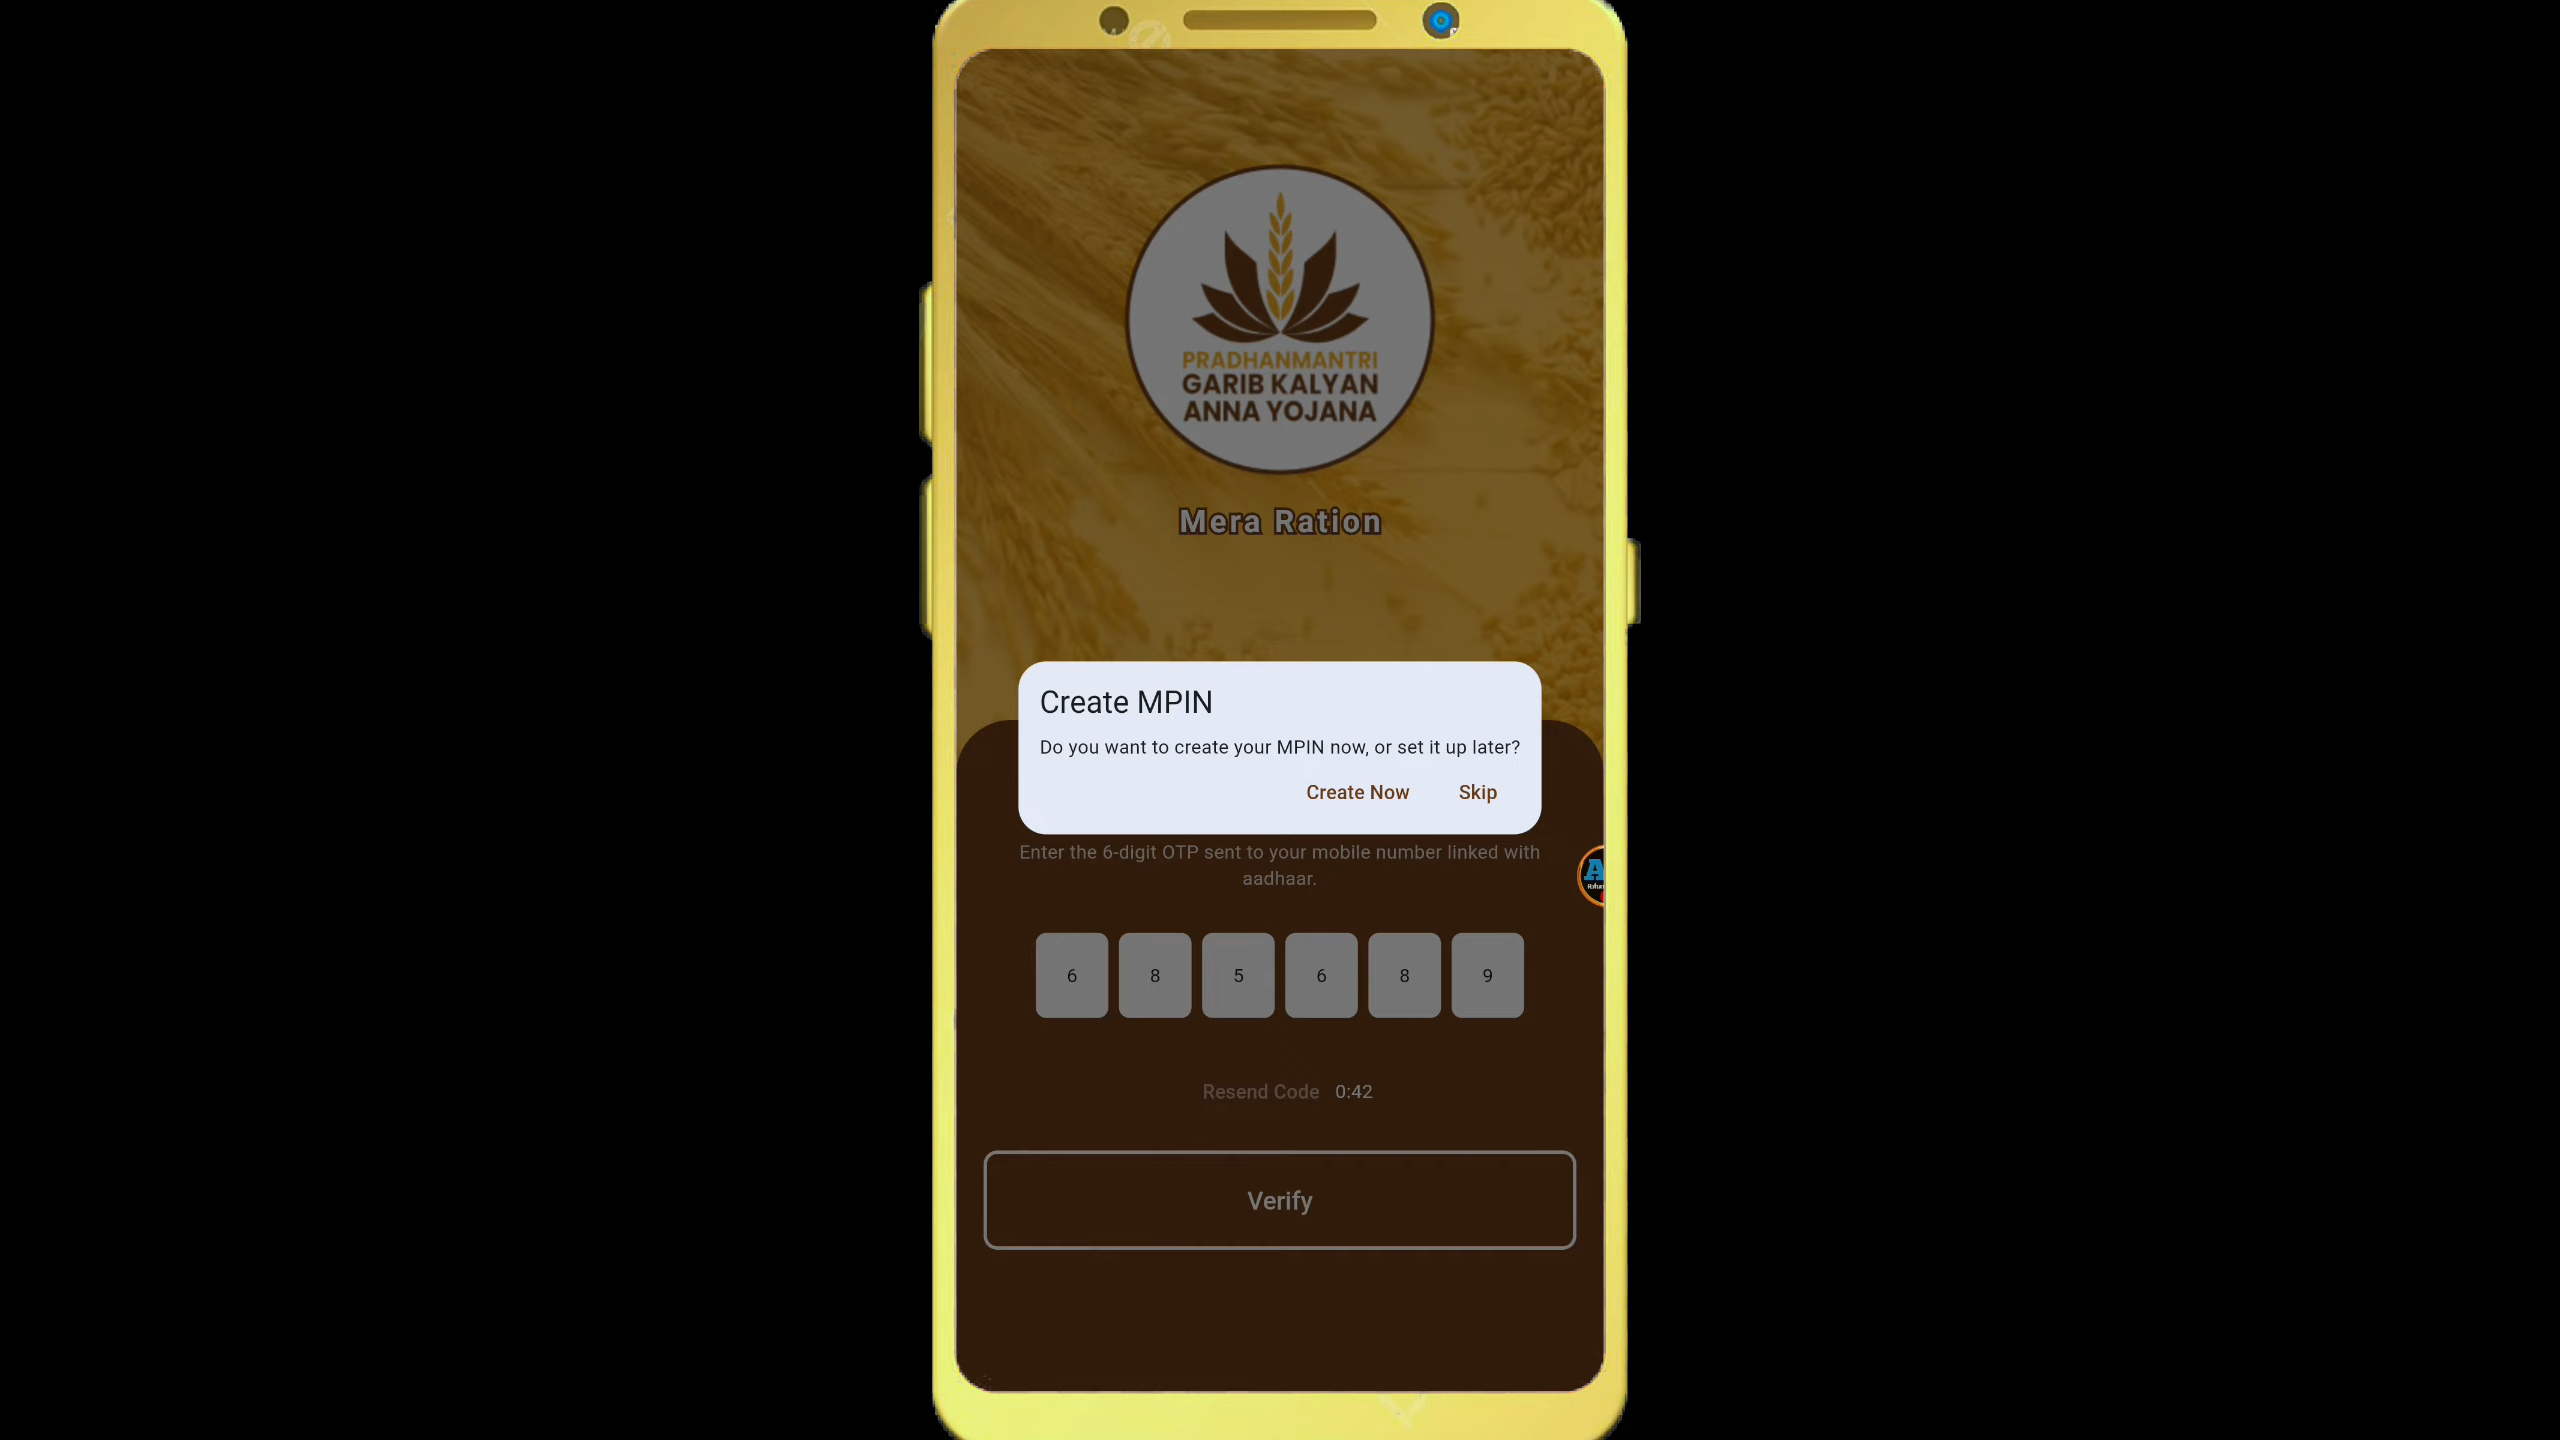 PRADHANMANTRI
GARIB KALYAN
ANNA YOJANA
Mera Ration
Create MPIN
Do you want to create your MPIN now, or set it up later?
Create Now Skip
Enter the 6-digit OTP sent to your mobile number linked with
aadhaar.
6 8 5 6 8 9
Resend Code 0:42
Verify